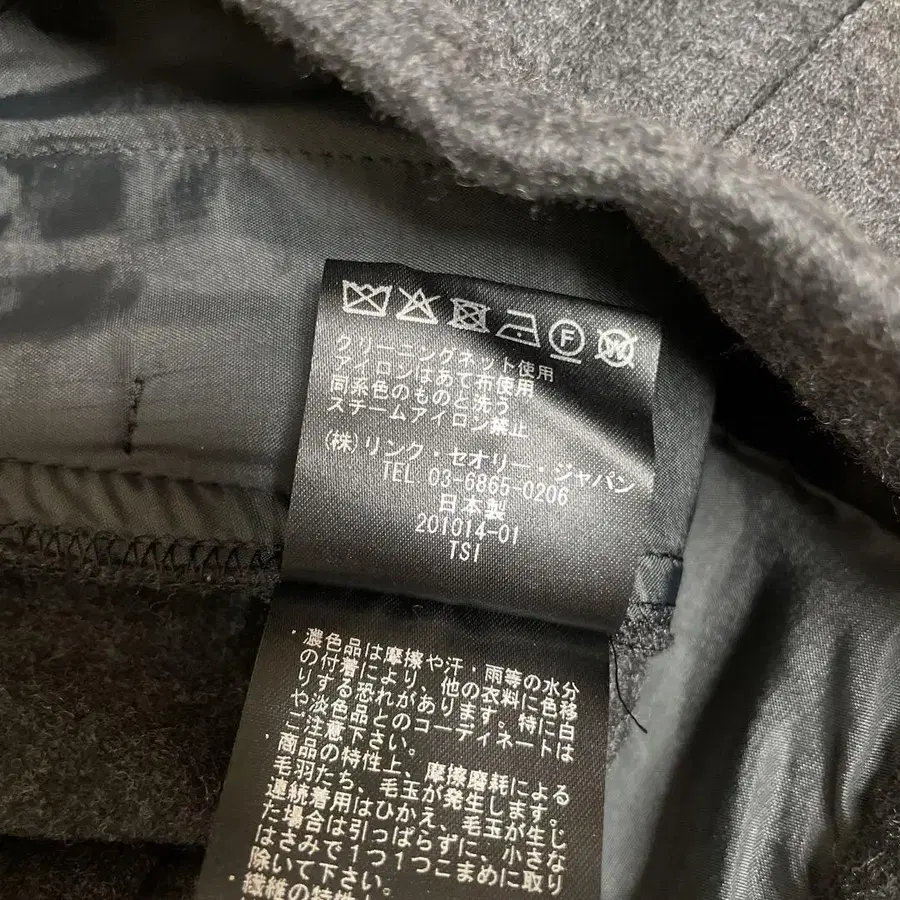 F
W
クリーニングネット使用
アイロンはあて布使用
同系色のものと洗う
スチームアイロン禁止
(株)リンク・セオリー・ジャパン
TEL 03-6865-0206
日本製
201014-01
TSI
・濃色品は摩擦や汗・雨等の水分
の付着により、他の衣料に色移
りする恐れがあります。特に白
や淡色品とのコーディネートは
ご注意下さい。
・商品の特性上、摩擦磨耗による
毛羽たち、毛玉が発生します。
連続着用はひかえ、毛玉が生じ
た場合は引っぱらずに、小さな
はさみで1つ1つこまめに取り
除いて下さい。
・繊維の特性